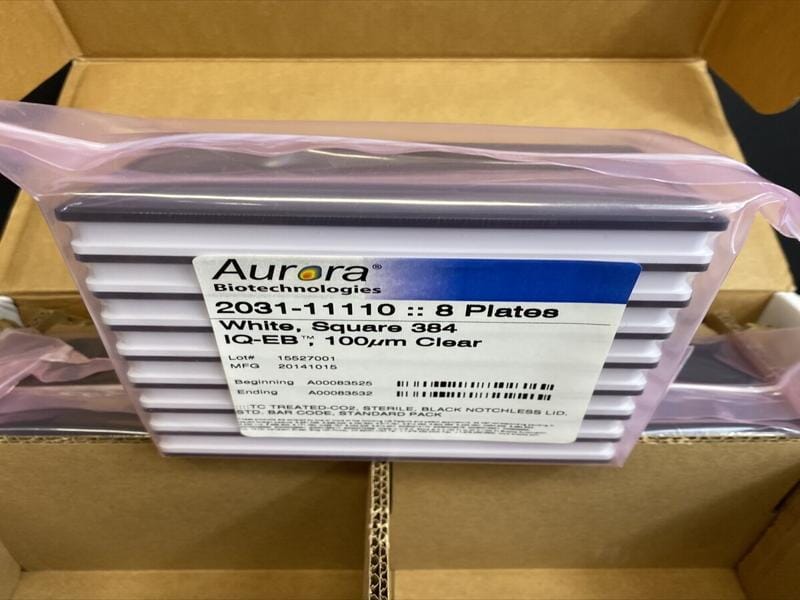 Aurora®
Biotechnologies
2031-11110 :: 8 Plates
White, Square 384
IQ-EB™, 100µm Clear
Lot# 15527001
MFG 20141015
Beginning A00083525
Ending A00083532
::::TC TREATED-CO2, STERILE, BLACK NOTCHLESS LID,
STD. BAR CODE, STANDARD PACK